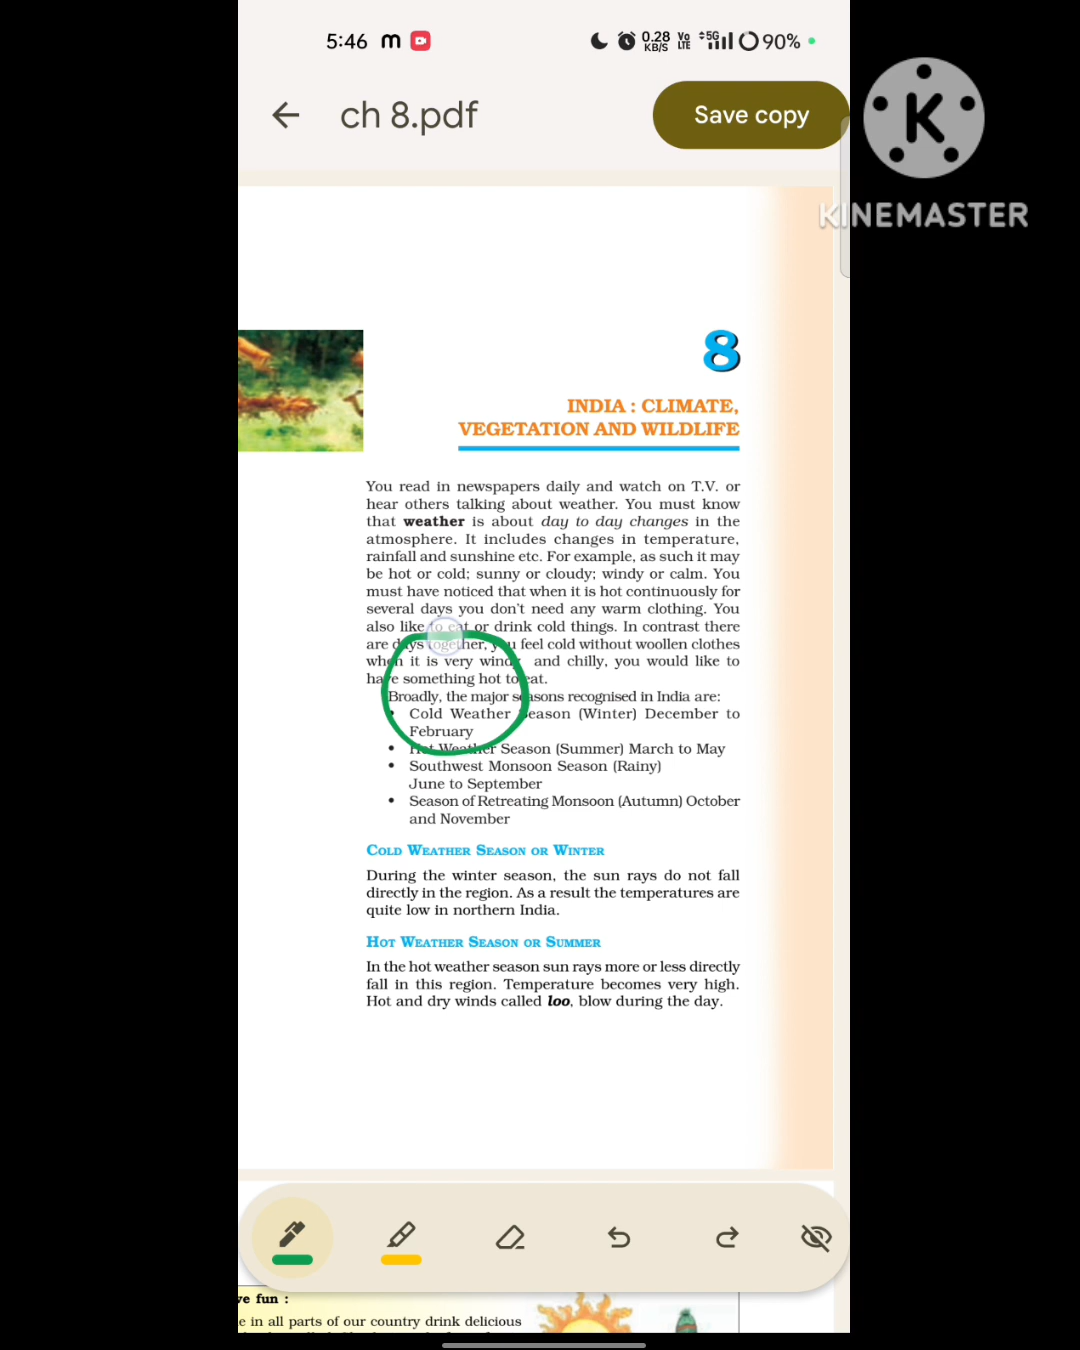 5:46 m 0.28 KB/S Vo LTE 5G 90%
ch 8.pdf
Save copy
K
KINEMASTER
8
INDIA : CLIMATE,
VEGETATION AND WILDLIFE
You read in newspapers daily and watch on T.V. or
hear others talking about weather. You must know
that weather is about day to day changes in the
atmosphere. It includes changes in temperature,
rainfall and sunshine etc. For example, as such it may
be hot or cold; sunny or cloudy; windy or calm. You
must have noticed that when it is hot continuously for
several days you don't need any warm clothing. You
also like to eat or drink cold things. In contrast there
are days together, you feel cold without woollen clothes
when it is very windy and chilly, you would like to
have something hot to eat.
Broadly, the major seasons recognised in India are:
• Cold Weather Season (Winter) December to
February
• Hot Weather Season (Summer) March to May
• Southwest Monsoon Season (Rainy)
June to September
• Season of Retreating Monsoon (Autumn) October
and November
COLD WEATHER SEASON OR WINTER
During the winter season, the sun rays do not fall
directly in the region. As a result the temperatures are
quite low in northern India.
HOT WEATHER SEASON OR SUMMER
In the hot weather season sun rays more or less directly
fall in this region. Temperature becomes very high.
Hot and dry winds called loo, blow during the day.
ve fun :
e in all parts of our country drink delicious